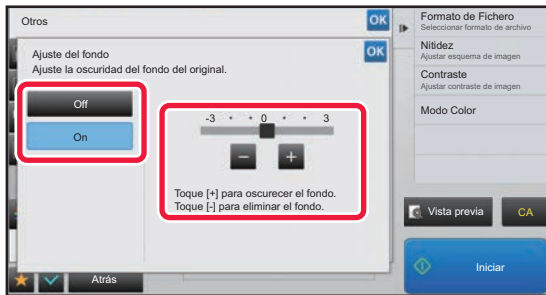 Otros
OK
Ajuste del fondo
Ajuste la oscuridad del fondo del original.
OK
Off
On
-3 • • 0 • • 3
− +
Toque [+] para oscurecer el fondo.
Toque [-] para eliminar el fondo.
Atrás
Formato de Fichero
Seleccionar formato de archivo
Nitidez
Ajustar esquema de imagen
Contraste
Ajustar contraste de imagen
Modo Color
Vista previa
CA
Iniciar